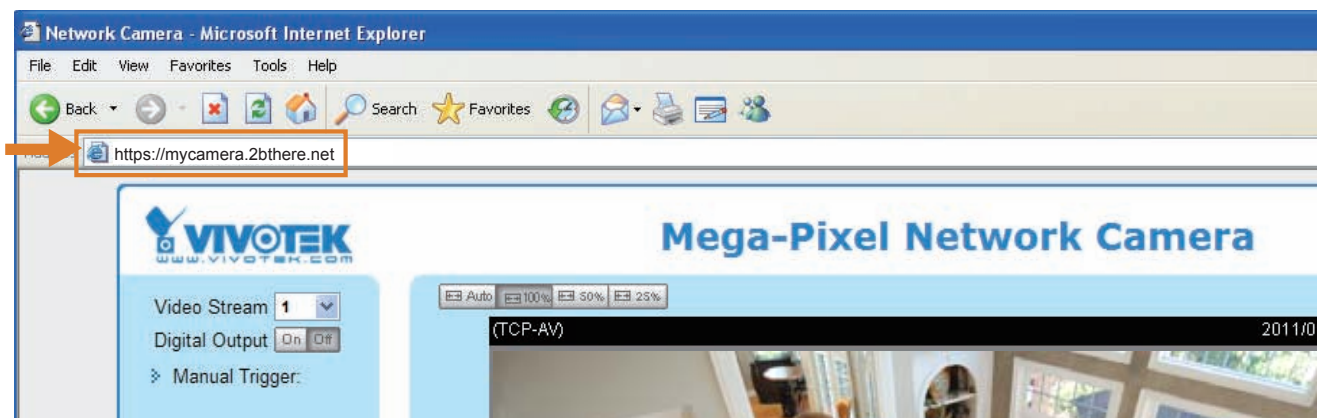 Network Camera - Microsoft Internet Explorer
File Edit View Favorites Tools Help
Back Search Favorites
https://mycamera.2bthere.net
VIVOTEK
www.vivotek.com
Mega-Pixel Network Camera
Auto 100% 50% 25%
Video Stream 1
Digital Output On Off
Manual Trigger:
(TCP-AV) 2011/0